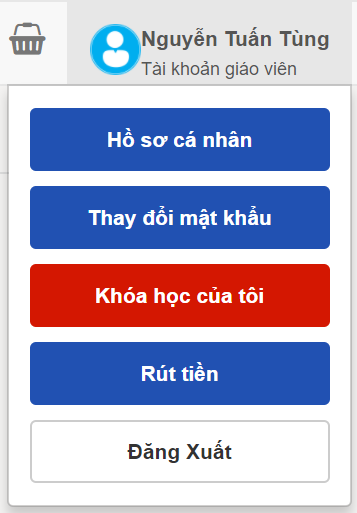 Nguyễn Tuấn Tùng
Tài khoản giáo viên
Hồ sơ cá nhân
Thay đổi mật khẩu
Khóa học của tôi
Rút tiền
Đăng Xuất